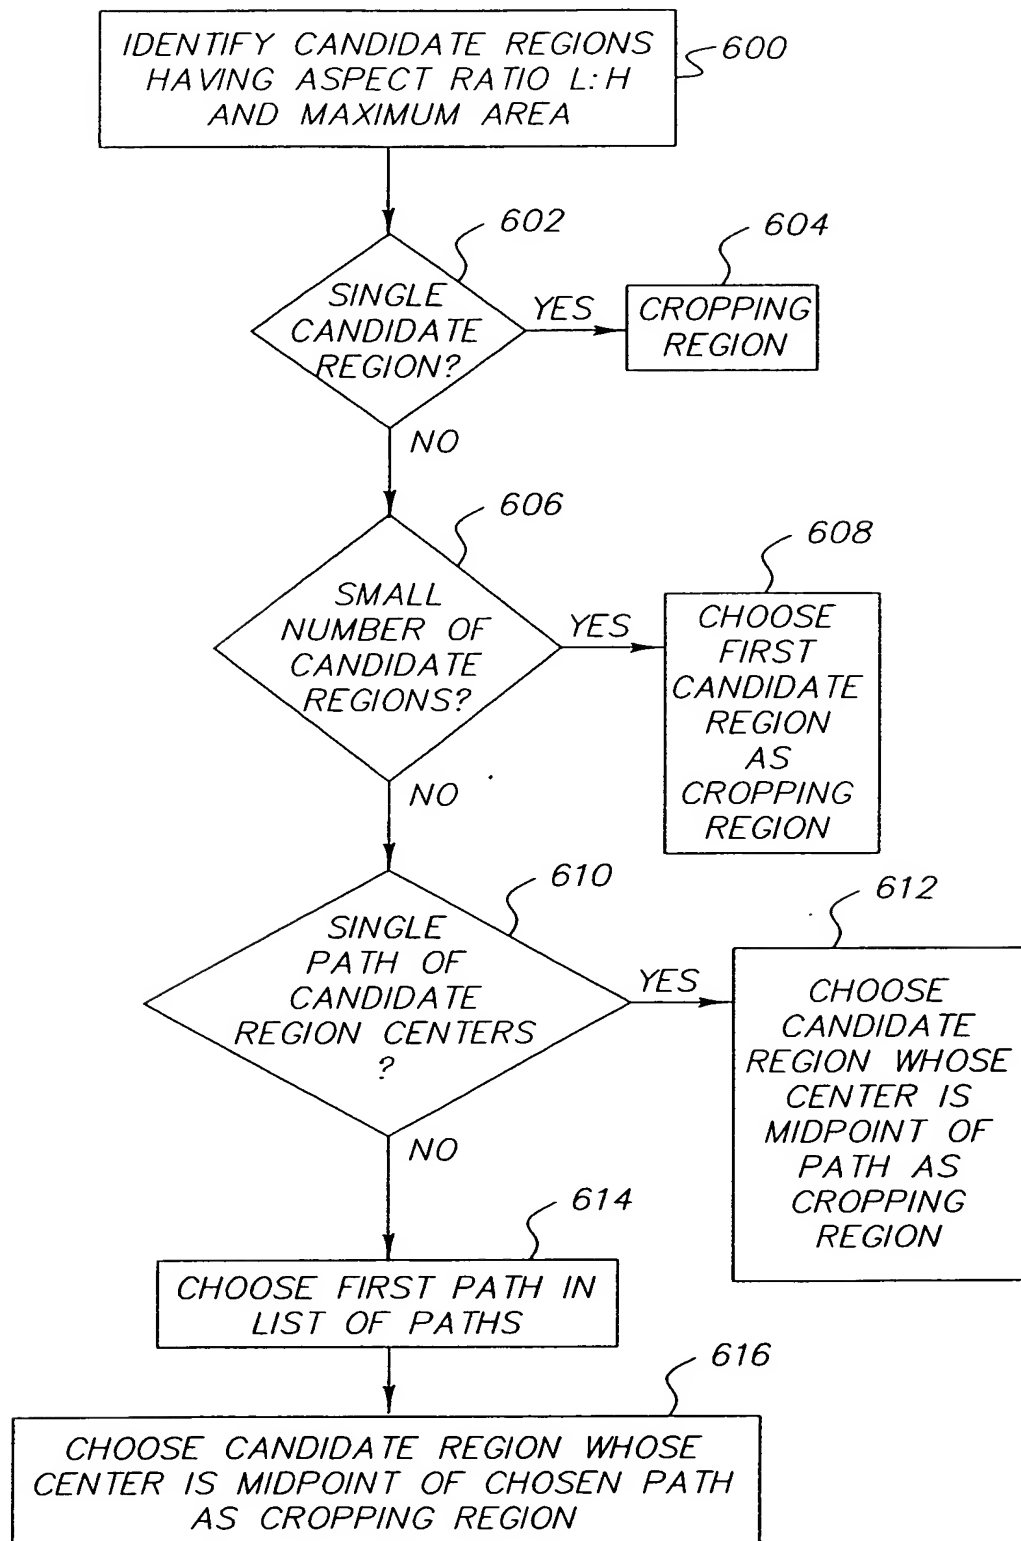 IDENTIFY CANDIDATE REGIONS
HAVING ASPECT RATIO L:H
AND MAXIMUM AREA
600
602
SINGLE
CANDIDATE
REGION?
YES
604
CROPPING
REGION
NO
606
SMALL
NUMBER OF
CANDIDATE
REGIONS?
YES
608
CHOOSE
FIRST
CANDIDATE
REGION
AS
CROPPING
REGION
NO
610
SINGLE
PATH OF
CANDIDATE
REGION CENTERS
?
YES
612
CHOOSE
CANDIDATE
REGION WHOSE
CENTER IS
MIDPOINT OF
PATH AS
CROPPING
REGION
NO
614
CHOOSE FIRST PATH IN
LIST OF PATHS
616
CHOOSE CANDIDATE REGION WHOSE
CENTER IS MIDPOINT OF CHOSEN PATH
AS CROPPING REGION